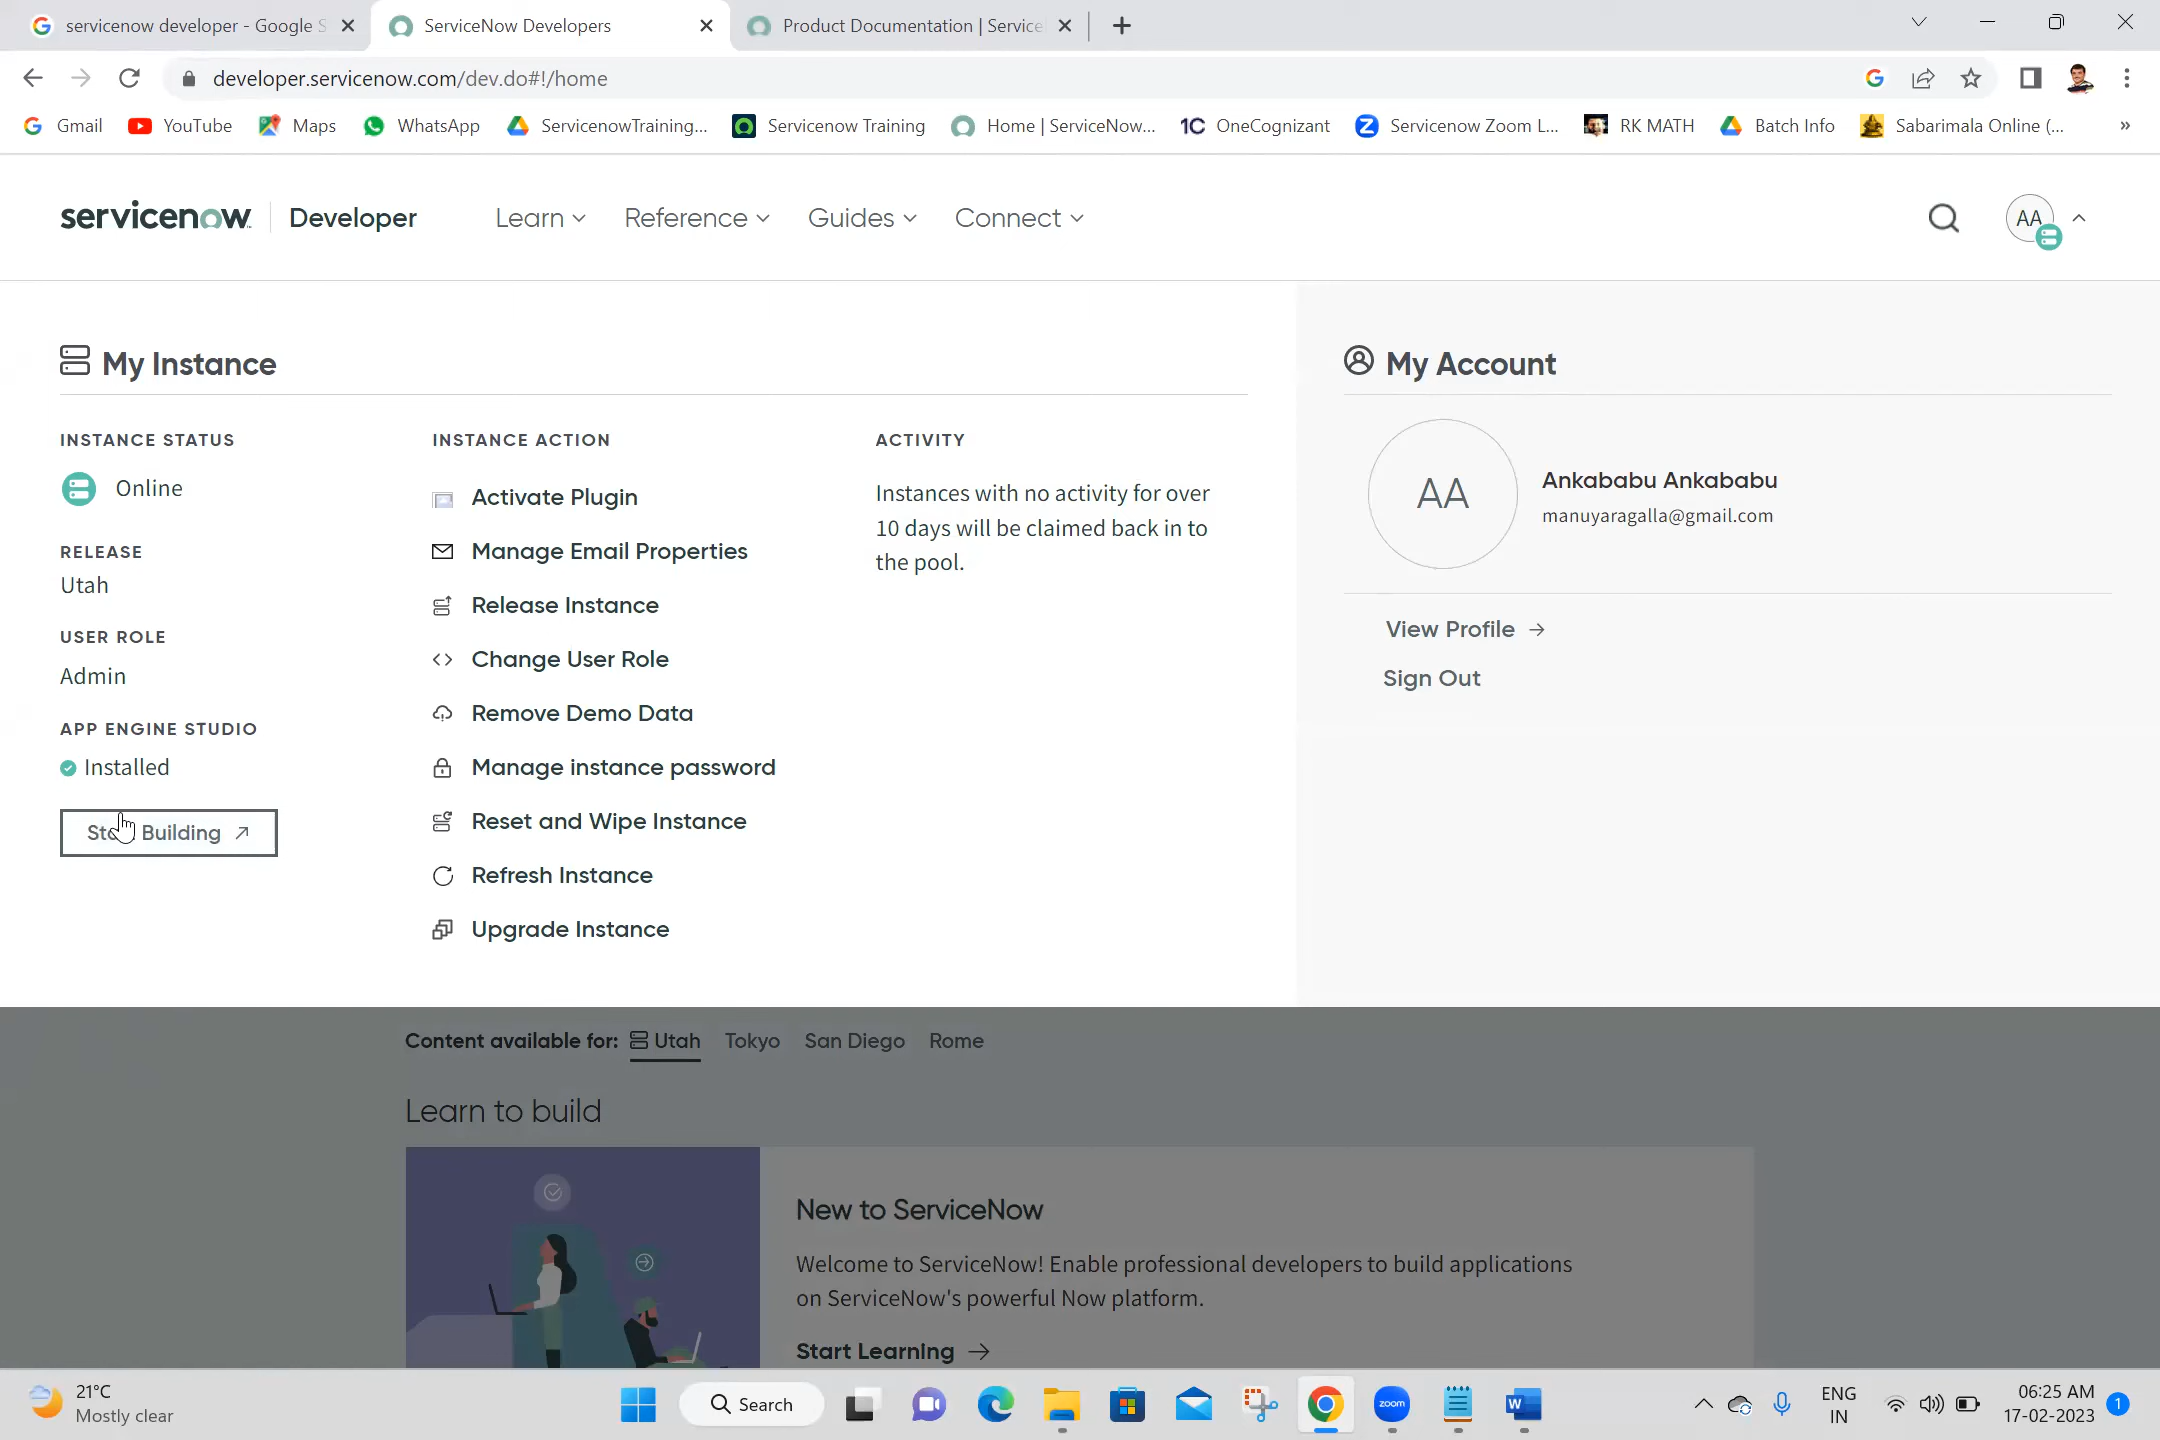 servicenow developer - Google S
ServiceNow Developers
Product Documentation | Service
developer.servicenow.com/dev.do#!/home
Gmail
YouTube
Maps
WhatsApp
ServicenowTraining...
Servicenow Training
Home | ServiceNow...
1C OneCognizant
Servicenow Zoom L...
RK MATH
Batch Info
Sabarimala Online (...
»
servicenow Developer
Learn
Reference
Guides
Connect
AA
My Instance
INSTANCE STATUS
Online
RELEASE
Utah
USER ROLE
Admin
APP ENGINE STUDIO
Installed
Building
INSTANCE ACTION
Activate Plugin
Manage Email Properties
Release Instance
Change User Role
Remove Demo Data
Manage instance password
Reset and Wipe Instance
Refresh Instance
Upgrade Instance
ACTIVITY
Instances with no activity for over
10 days will be claimed back in to
the pool.
My Account
AA
Ankababu Ankababu
manuyaragalla@gmail.com
View Profile
Sign Out
Content available for: Utah Tokyo San Diego Rome
Learn to build
New to ServiceNow
Welcome to ServiceNow! Enable professional developers to build applications
on ServiceNow's powerful Now platform.
Start Learning
21°C
Mostly clear
Search
zoom
W
ENG
IN
06:25 AM
17-02-2023
1